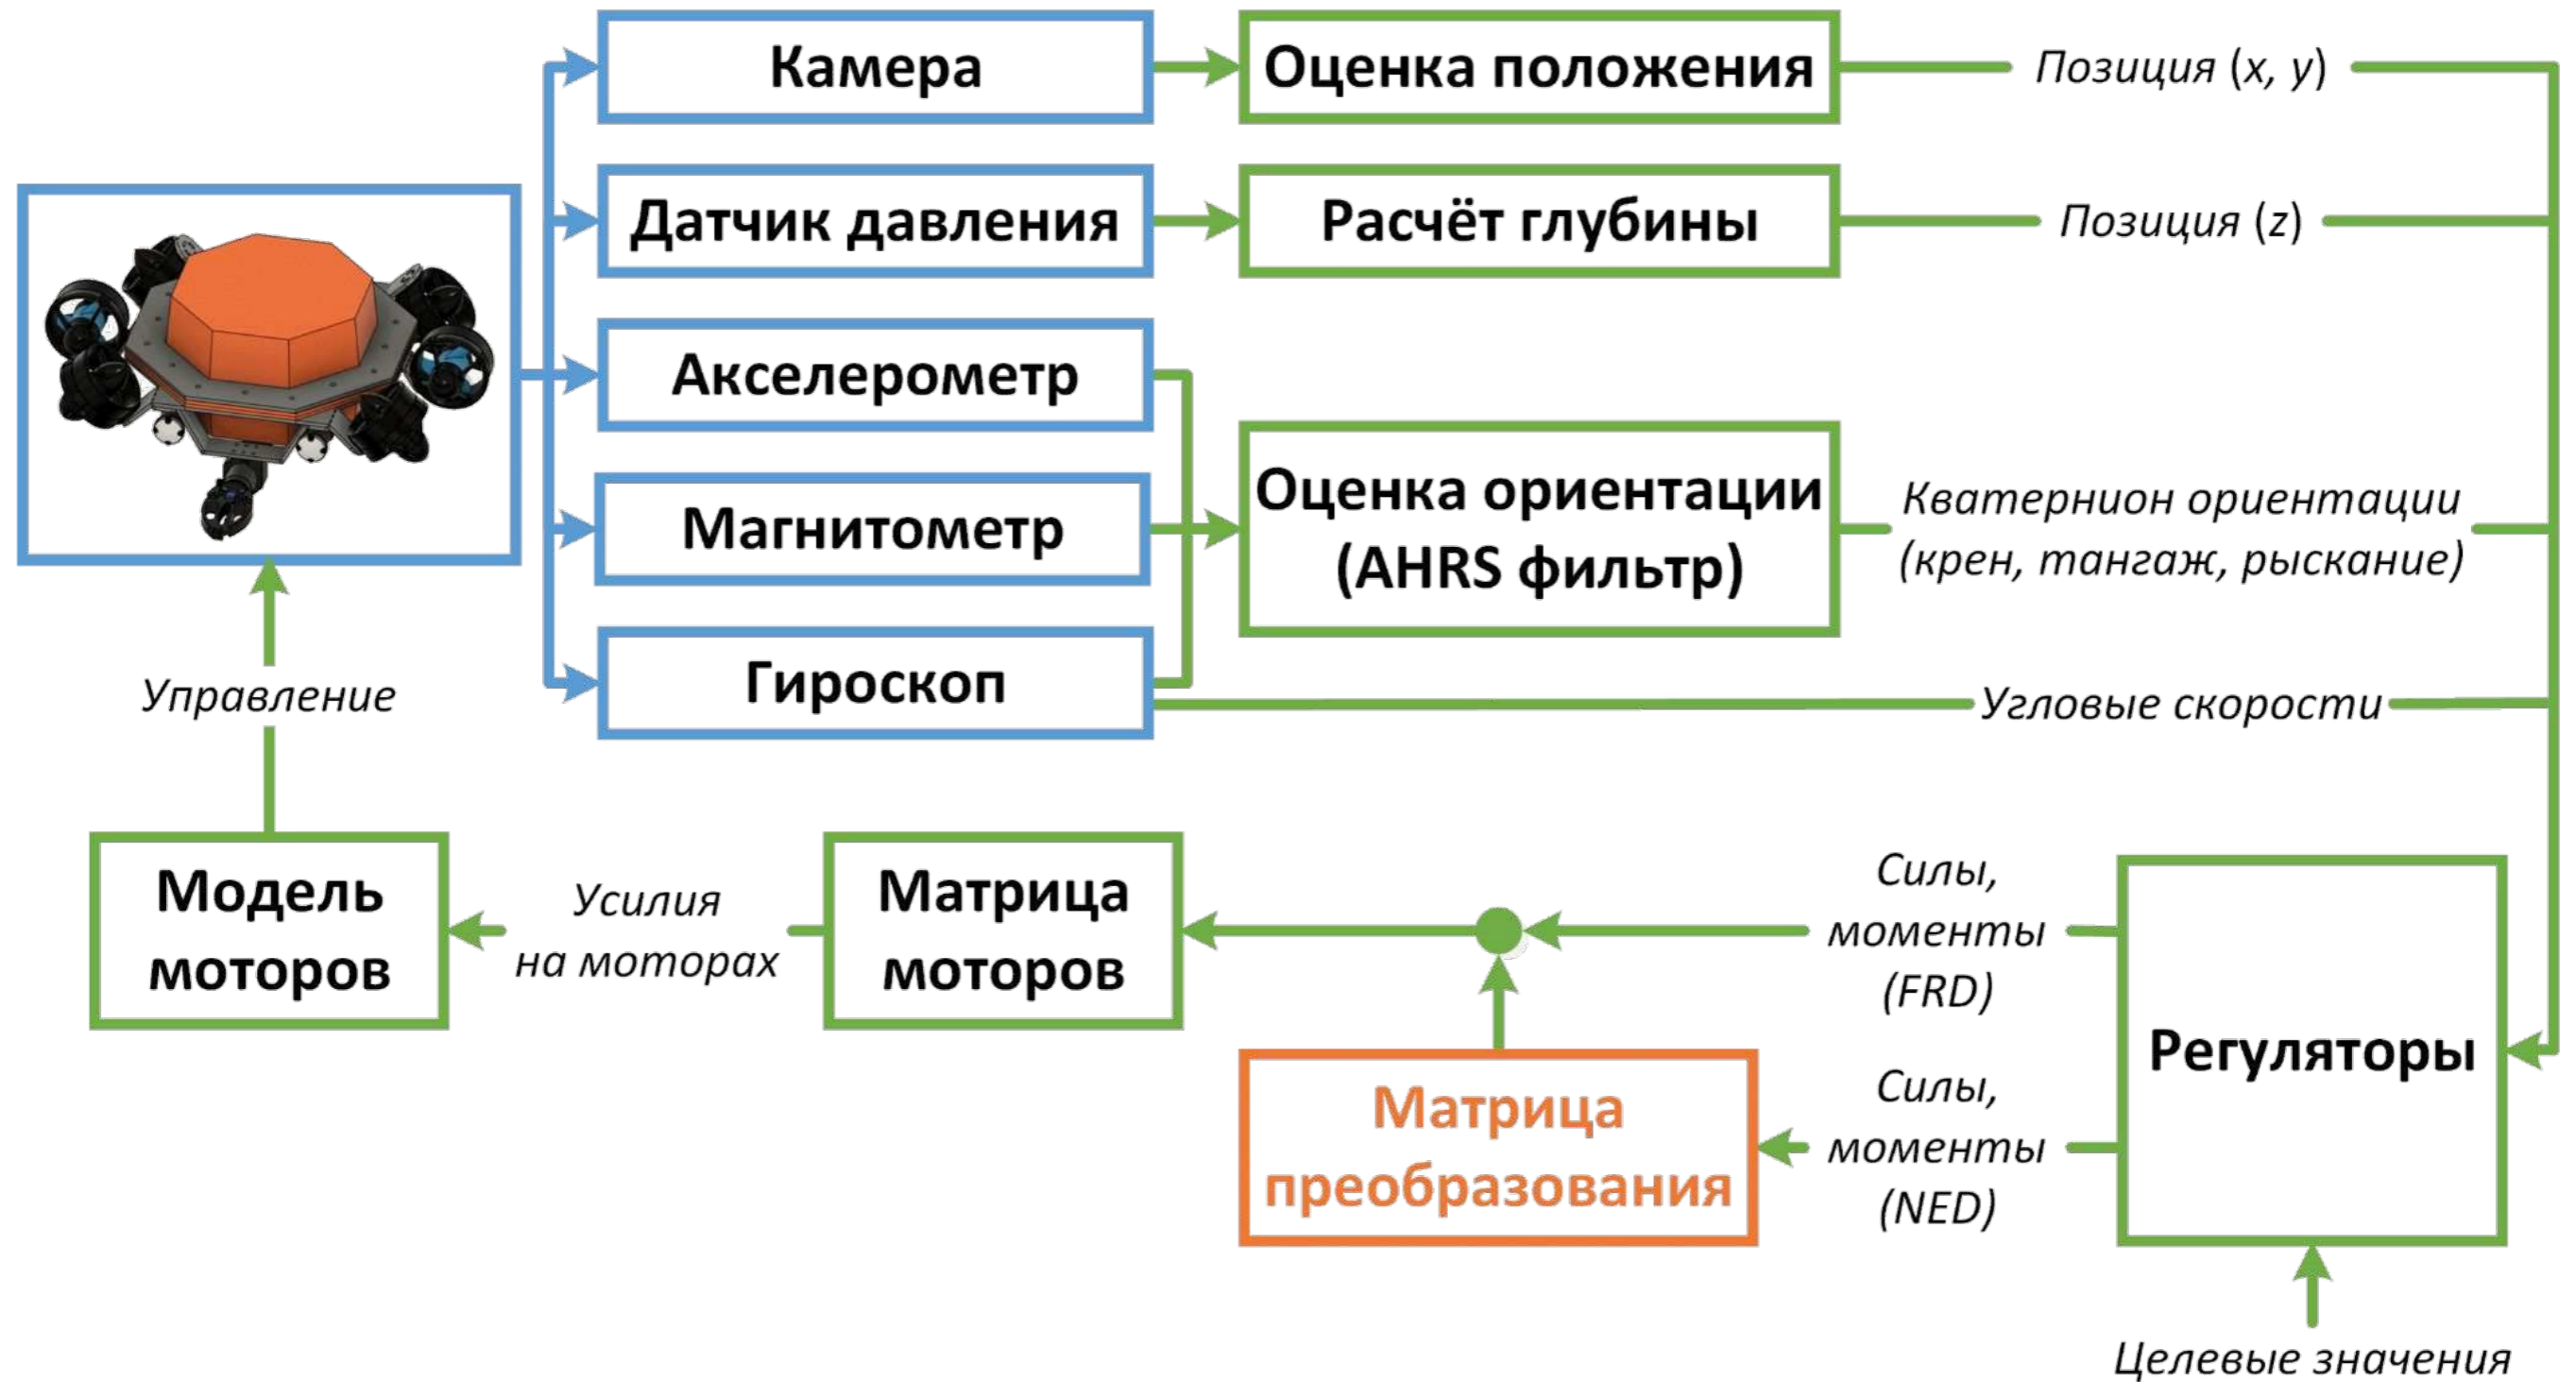 Камера
Оценка положения
Позиция (x, y)
Датчик давления
Расчёт глубины
Позиция (z)
Акселерометр
Магнитометр
Оценка ориентации
(AHRS фильтр)
Кватернион ориентации
(крен, тангаж, рыскание)
Гироскоп
Угловые скорости
Управление
Модель
моторов
Усилия
на моторах
Матрица
моторов
Силы,
моменты
(FRD)
Регуляторы
Матрица
преобразования
Силы,
моменты
(NED)
Целевые значения